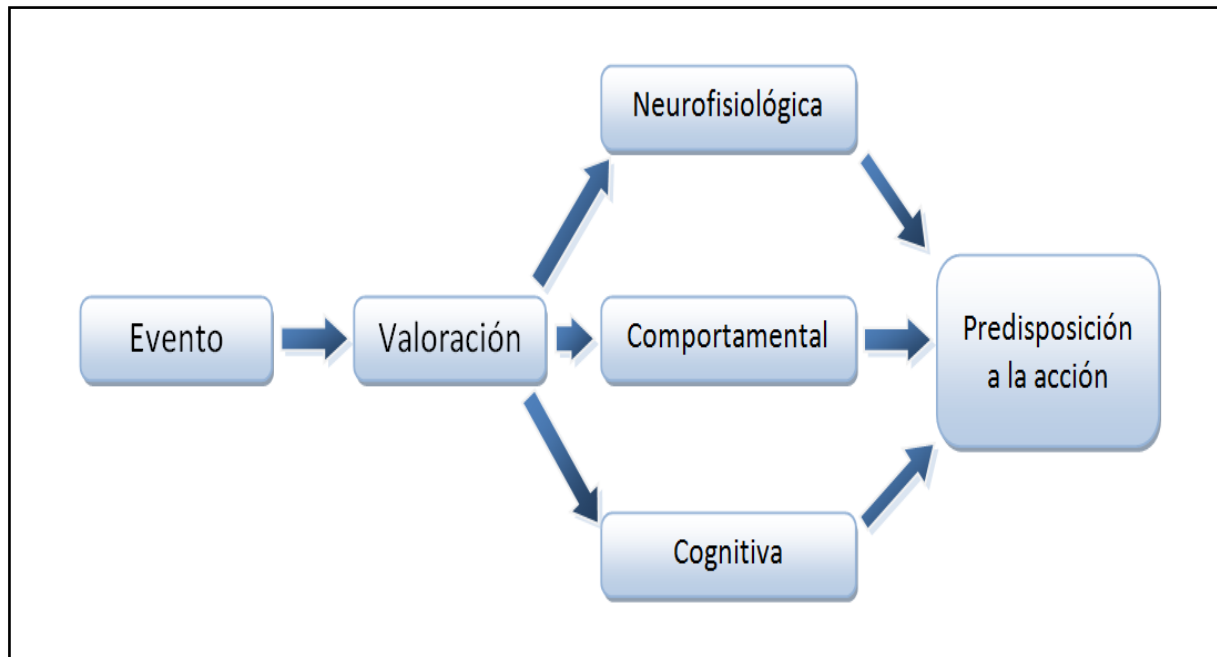 Neurofisiológica
Evento
Valoración
Comportamental
Predisposición
a la acción
Cognitiva